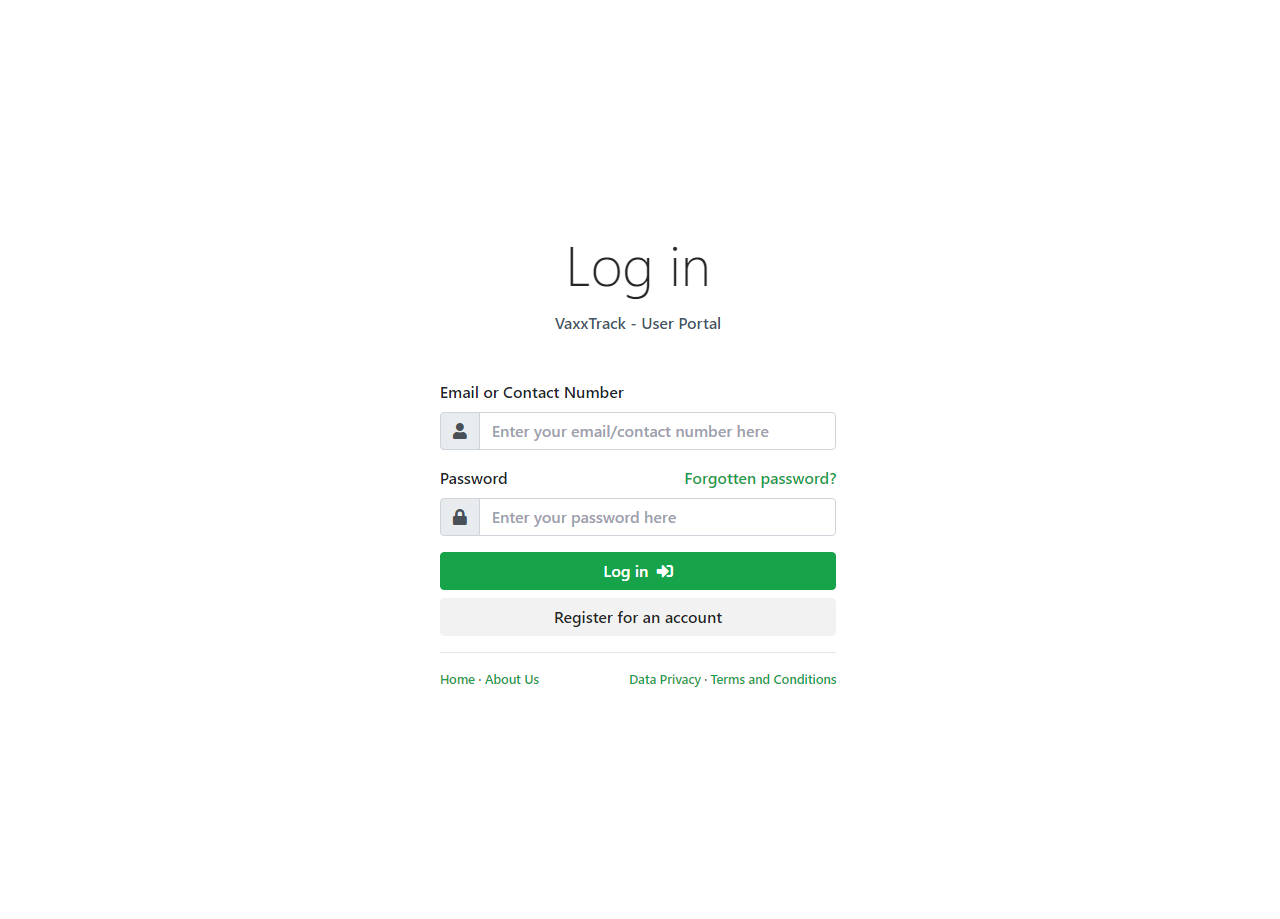 Log in
VaxxTrack - User Portal
Email or Contact Number
Enter your email/contact number here
Password Forgotten password?
Enter your password here
Log in
Register for an account
Home · About Us Data Privacy · Terms and Conditions